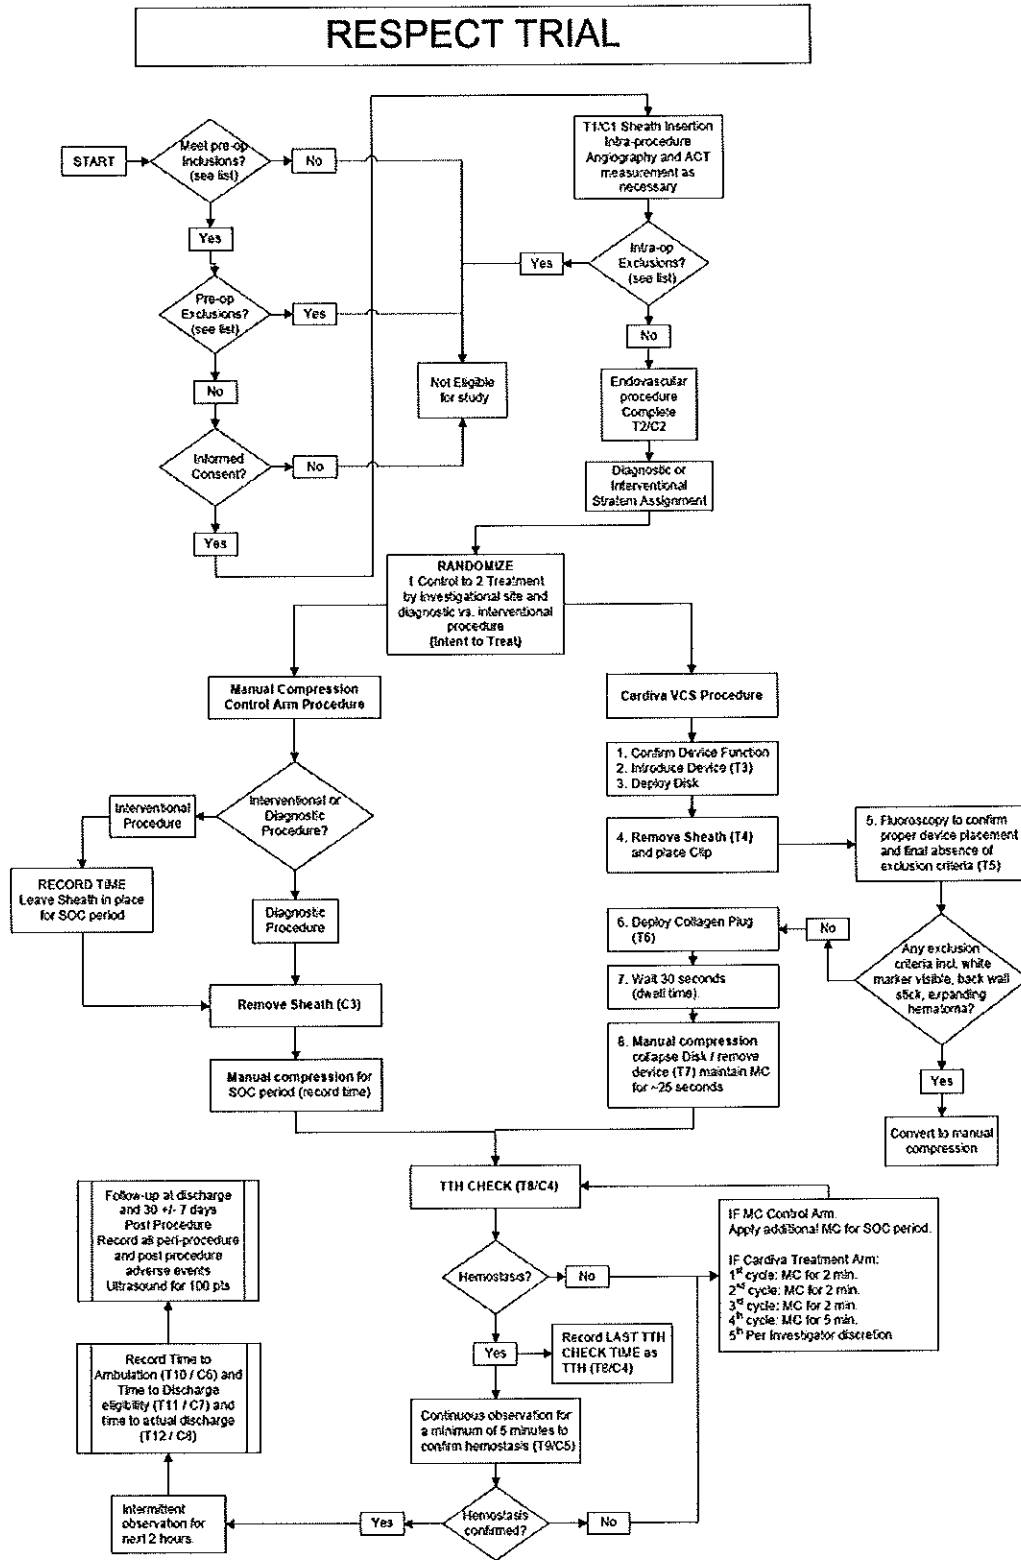 RESPECT TRIAL
START
Meet pre-op
Inclusions?
(see list)
No
Yes
Pre-op
Exclusions?
(see list)
Yes
No
Informed
Consent?
No
Yes
T1/C1 Sheath Insertion
Intra-procedure
Angiography and ACT
measurement as
necessary
Intra-op
Exclusions?
(see list)
Yes
No
Not Eligible
for study
Endovascular
procedure
Complete
T2/C2
Diagnostic or
Interventional
Stratem Assignment
RANDOMIZE
1 Control to 2 Treatment
by investigational site and
diagnostic vs. interventional
procedure
(Intent to Treat)
Manual Compression
Control Arm Procedure
Interventional or
Diagnostic
Procedure?
Interventional
Procedure
RECORD TIME
Leave Sheath in place
for SOC period
Diagnostic
Procedure
Remove Sheath (C3)
Manual compression for
SOC period (record time)
Cardiva VCS Procedure
1. Confirm Device Function
2. Introduce Device (T3)
3. Deploy Disk
4. Remove Sheath (T4)
and place Clip
5. Fluoroscopy to confirm
proper device placement
and final absence of
exclusion criteria (T5)
Any exclusion
criteria incl. white
marker visible, back wall
stick, expanding
hematoma?
No
Yes
Convert to manual
compression
6. Deploy Collagen Plug
(T6)
7. Wait 30 seconds
(dwell time).
8. Manual compression
collapse Disk / remove
device (T7) maintain MC
for ~25 seconds
TTH CHECK (T8/C4)
Hemostasis?
No
Yes
Record LAST TTH
CHECK TIME as
TTH (T8/C4)
IF MC Control Arm.
Apply additional MC for SOC period.
IF Cardiva Treatment Arm:
1st cycle: MC for 2 min.
2nd cycle: MC for 2 min.
3rd cycle: MC for 2 min.
4th cycle: MC for 5 min.
5th Per Investigator discretion
Continuous observation for
a minimum of 5 minutes to
confirm hemostasis (T9/C5)
Hemostasis
confirmed?
No
Yes
Intermittent
observation for
next 2 hours.
Record Time to
Ambulation (T10 / C6) and
Time to Discharge
eligibility (T11 / C7) and
time to actual discharge
(T12 / C8)
Follow-up at discharge
and 30 +/- 7 days
Post Procedure
Record all peri-procedure
and post procedure
adverse events
Ultrasound for 100 pts